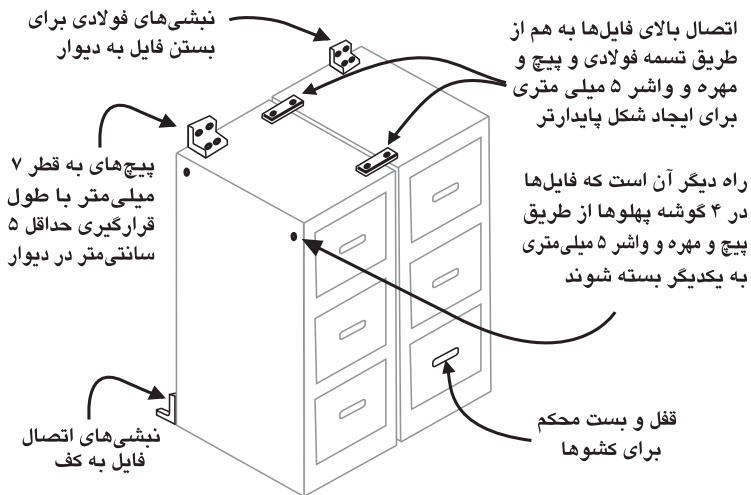 نبشی‌های فولادی برای
بستن فایل به دیوار
اتصال بالای فایل‌ها به هم از
طریق تسمه فولادی و پیچ و
مهره و واشر ۵ میلی متری
برای ایجاد شکل پایدارتر
پیچ‌های به قطر ۷
میلی‌متر با طول
قرارگیری حداقل ۵
سانتی‌متر در دیوار
راه دیگر آن است که فایل‌ها
در ۴ گوشه پهلوها از طریق
پیچ و مهره و واشر ۵ میلی‌متری
به یکدیگر بسته شوند
نبشی‌های اتصال
فایل به کف
قفل و بست محکم
برای کشوها